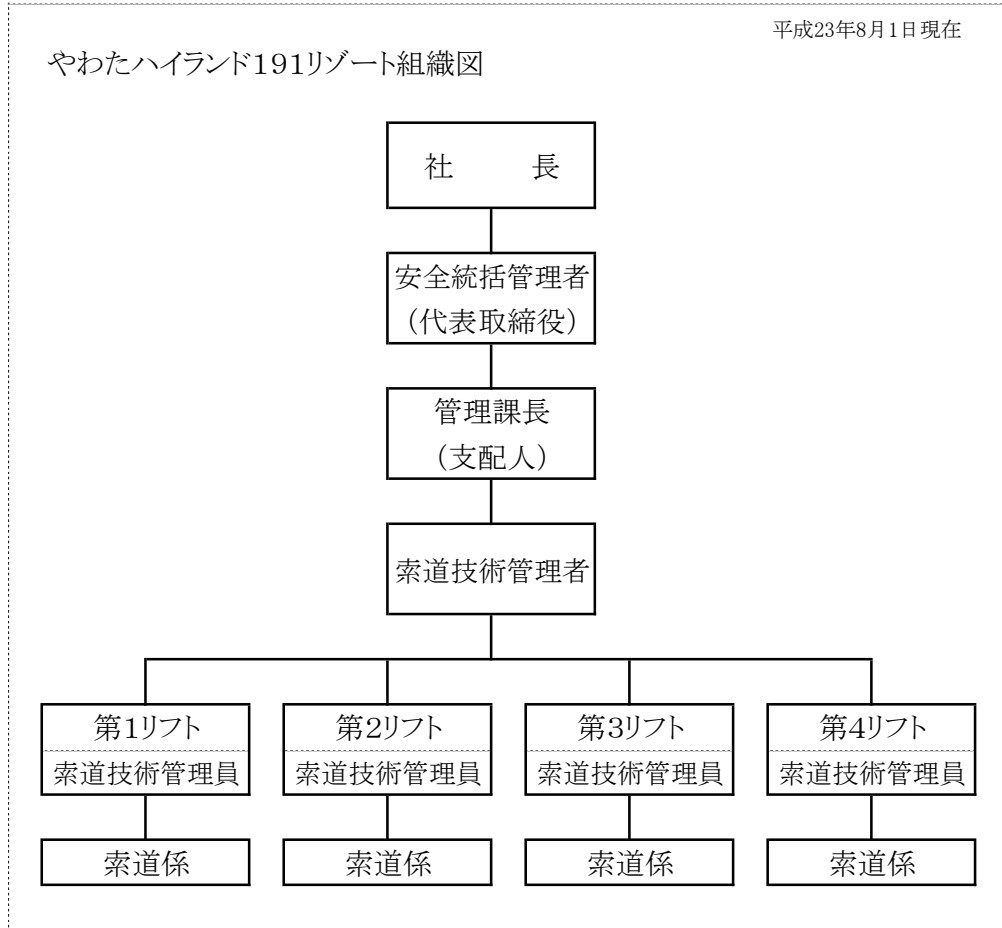 平成23年8月1日現在
やわたハイランド191リゾート組織図
社　　長
安全統括管理者
（代表取締役）
管理課長
（支配人）
索道技術管理者
第1リフト
索道技術管理員
第2リフト
索道技術管理員
第3リフト
索道技術管理員
第4リフト
索道技術管理員
索道係
索道係
索道係
索道係